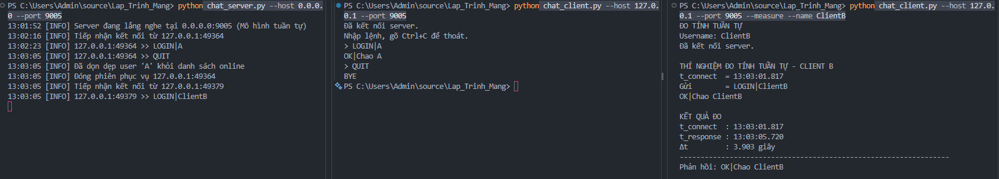 PS C:\Users\Admin\source\Lap_Trinh_Mang> python chat_server.py --host 0.0.0.
0 --port 9005
13:01:52 [INFO] Server đang lắng nghe tại 0.0.0.0:9005 (Mô hình tuần tự)
13:02:16 [INFO] Tiếp nhận kết nối từ 127.0.0.1:49364
13:02:23 [INFO] 127.0.0.1:49364 >> LOGIN|A
13:03:05 [INFO] 127.0.0.1:49364 >> QUIT
13:03:05 [INFO] Đã dọn dẹp user 'A' khỏi danh sách online
13:03:05 [INFO] Đóng phiên phục vụ 127.0.0.1:49364
13:03:05 [INFO] Tiếp nhận kết nối từ 127.0.0.1:49379
13:03:05 [INFO] 127.0.0.1:49379 >> LOGIN|ClientB
PS C:\Users\Admin\source\Lap_Trinh_Mang> python chat_client.py --host 127.0.
0.1 --port 9005
Đã kết nối server.
Nhập lệnh, gõ Ctrl+C để thoát.
> LOGIN|A
OK|Chao A
> QUIT
BYE
PS C:\Users\Admin\source\Lap_Trinh_Mang>
PS C:\Users\Admin\source\Lap_Trinh_Mang> python chat_client.py --host 127.0.
0.1 --port 9005 --measure --name ClientB
ĐO TÍNH TUẦN TỰ
Username: ClientB
Đã kết nối server.
THÍ NGHIỆM ĐO TÍNH TUẦN TỰ - CLIENT B
t_connect = 13:03:01.817
Gửi = LOGIN|ClientB
OK|Chao ClientB
KẾT QUẢ ĐO
t_connect : 13:03:01.817
t_response : 13:03:05.720
Δt : 3.903 giây
-----------------------------------------------------------------
Phản hồi: OK|Chao ClientB